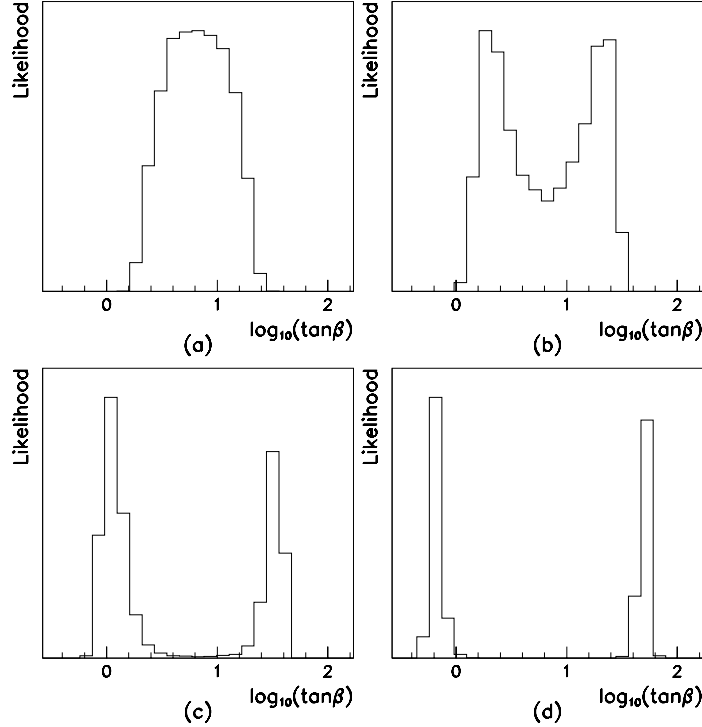 Likelihood
0 1 2
log₁₀(tanβ)
(a)
Likelihood
0 1 2
log₁₀(tanβ)
(b)
Likelihood
0 1 2
log₁₀(tanβ)
(c)
Likelihood
0 1 2
log₁₀(tanβ)
(d)